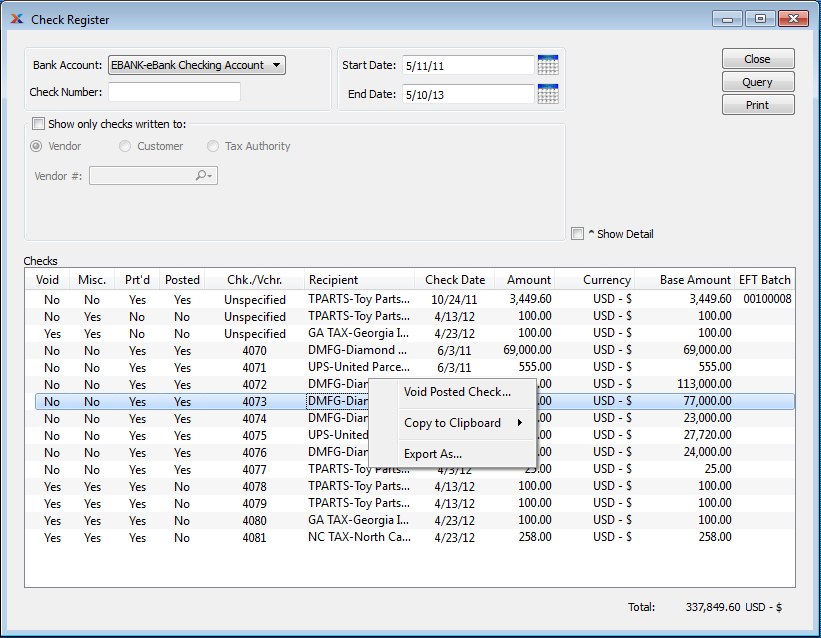 Check Register
Bank Account: EBANK-eBank Checking Account
Check Number:
Start Date: 5/11/11
End Date: 5/10/13
Close
Query
Print
Show only checks written to:
Vendor Customer Tax Authority
Vendor #:
^ Show Detail
Checks
Void Misc. Prt'd Posted Chk./Vchr. Recipient Check Date Amount Currency Base Amount EFT Batch
No No Yes Yes Unspecified TPARTS-Toy Parts... 10/24/11 3,449.60 USD - $ 3,449.60 00100008
No Yes No No Unspecified TPARTS-Toy Parts... 4/13/12 100.00 USD - $ 100.00
Yes Yes No No Unspecified GA TAX-Georgia I... 4/23/12 100.00 USD - $ 100.00
No No Yes Yes 4070 DMFG-Diamond ... 6/3/11 69,000.00 USD - $ 69,000.00
No No Yes Yes 4071 UPS-United Parce... 6/3/11 555.00 USD - $ 555.00
No No Yes Yes 4072 DMFG-Diar USD - $ 113,000.00
No No Yes Yes 4073 DMFG-Diar USD - $ 77,000.00
No No Yes Yes 4074 DMFG-Diar USD - $ 23,000.00
No No Yes Yes 4075 UPS-United USD - $ 27,720.00
No No Yes Yes 4076 DMFG-Diar USD - $ 24,000.00
No No Yes Yes 4077 TPARTS-Toy Parts... 4/3/12 25.00 USD - $ 25.00
Yes Yes Yes No 4078 TPARTS-Toy Parts... 4/13/12 100.00 USD - $ 100.00
Yes Yes Yes No 4079 TPARTS-Toy Parts... 4/13/12 100.00 USD - $ 100.00
Yes Yes Yes No 4080 GA TAX-Georgia I... 4/23/12 100.00 USD - $ 100.00
Yes Yes Yes No 4081 NC TAX-North Ca... 4/23/12 258.00 USD - $ 258.00
Void Posted Check...
Copy to Clipboard
Export As...
Total: 337,849.60 USD - $